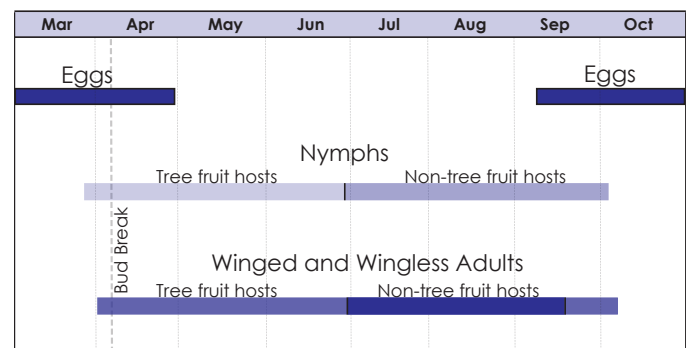 Mar Apr May Jun Jul Aug Sep Oct
Eggs Eggs
Nymphs
Tree fruit hosts Non-tree fruit hosts
Bud Break
Winged and Wingless Adults
Tree fruit hosts Non-tree fruit hosts